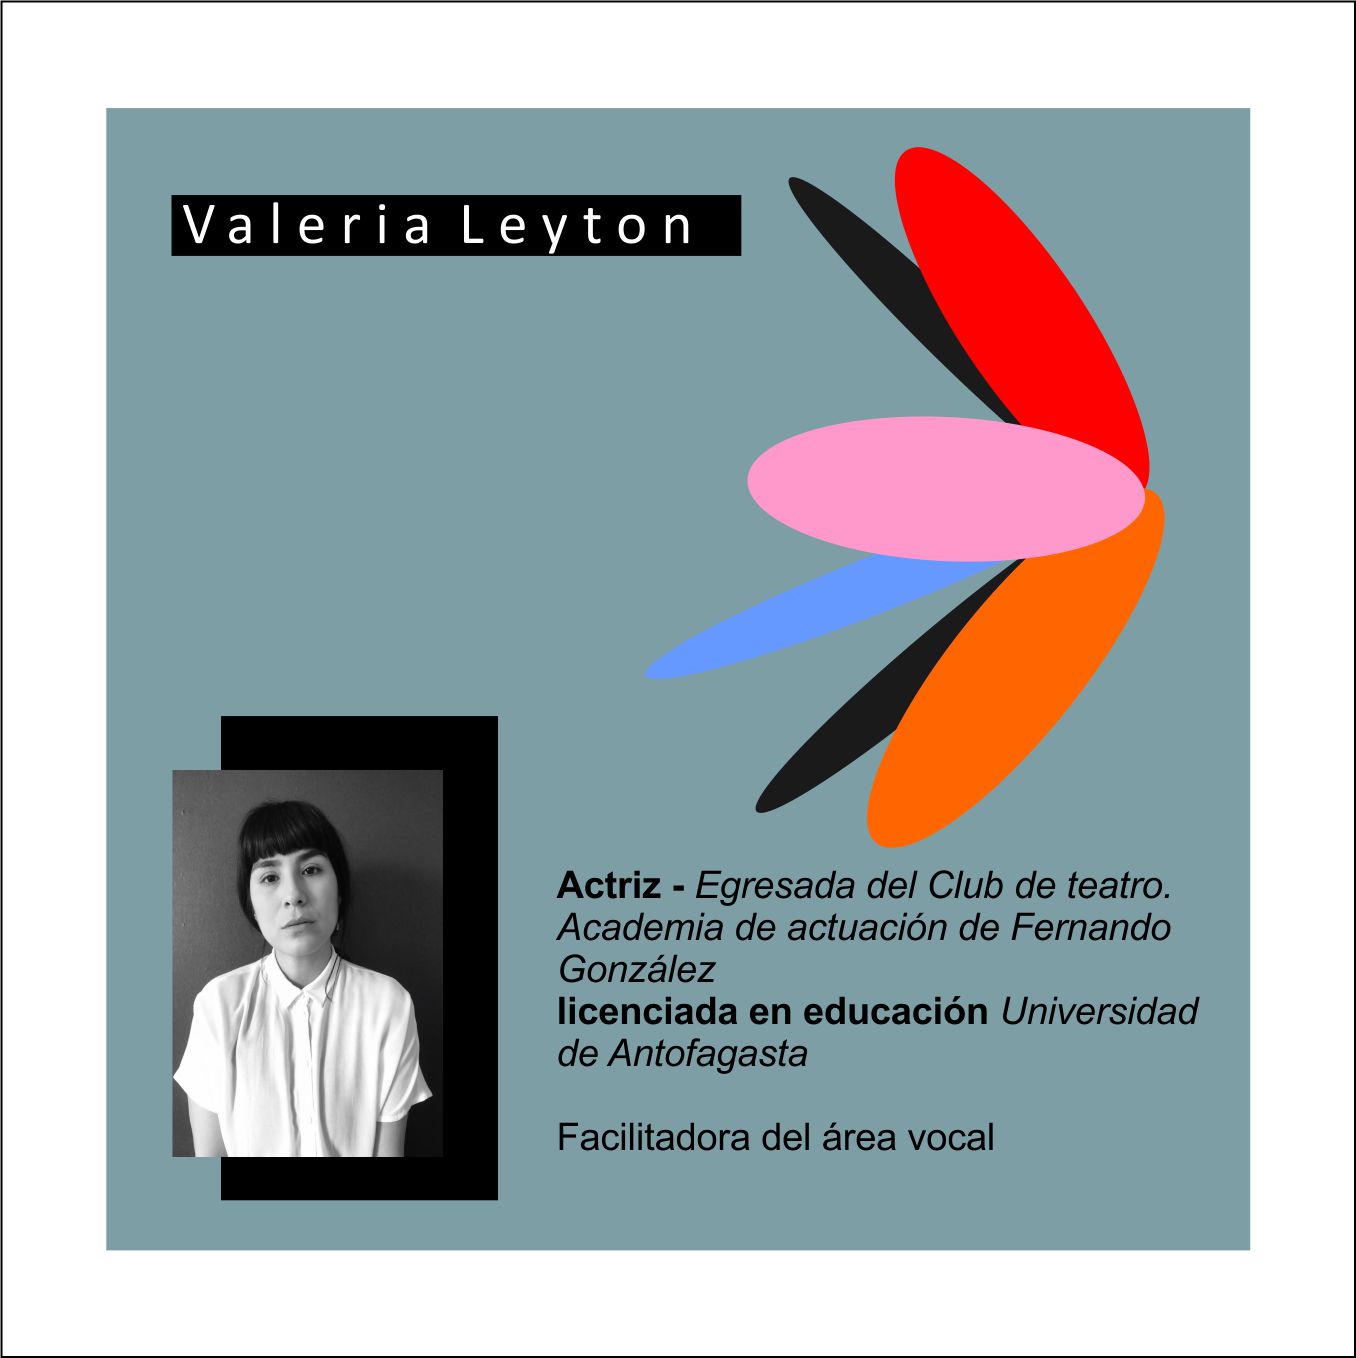 Valeria Leyton
Actriz - Egresada del Club de teatro.
Academia de actuación de Fernando
González
licenciada en educación Universidad
de Antofagasta
Facilitadora del área vocal